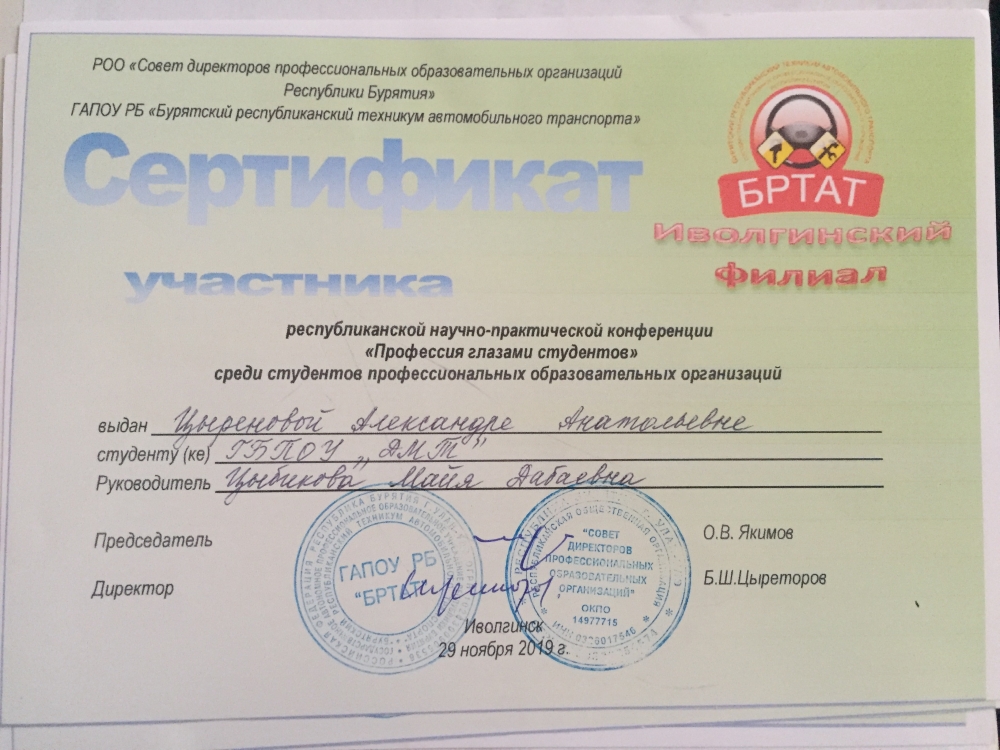 РОО «Совет директоров профессиональных образовательных организаций
Республики Бурятия»
ГАПОУ РБ «Бурятский республиканский техникум автомобильного транспорта»
БРТАТ
Иволгинский
филиал
Сертификат
участника
республиканской научно-практической конференции
«Профессия глазами студентов»
среди студентов профессиональных образовательных организаций
выдан Цыреновой Александре Анатольевне
студенту (ке) ГБПОУ „ДМТ"
Руководитель Цыбикова Майя Дабаевна
Председатель О.В. Якимов
Директор Б.Ш.Цыреторов
ГАПОУ РБ
"БРТАТ"
"СОВЕТ
ДИРЕКТОРОВ
ПРОФЕССИОНАЛЬНЫХ
ОБРАЗОВАТЕЛЬНЫХ
ОРГАНИЗАЦИЙ"
ОКПО
14977715
Иволгинск
29 ноября 2019 г.